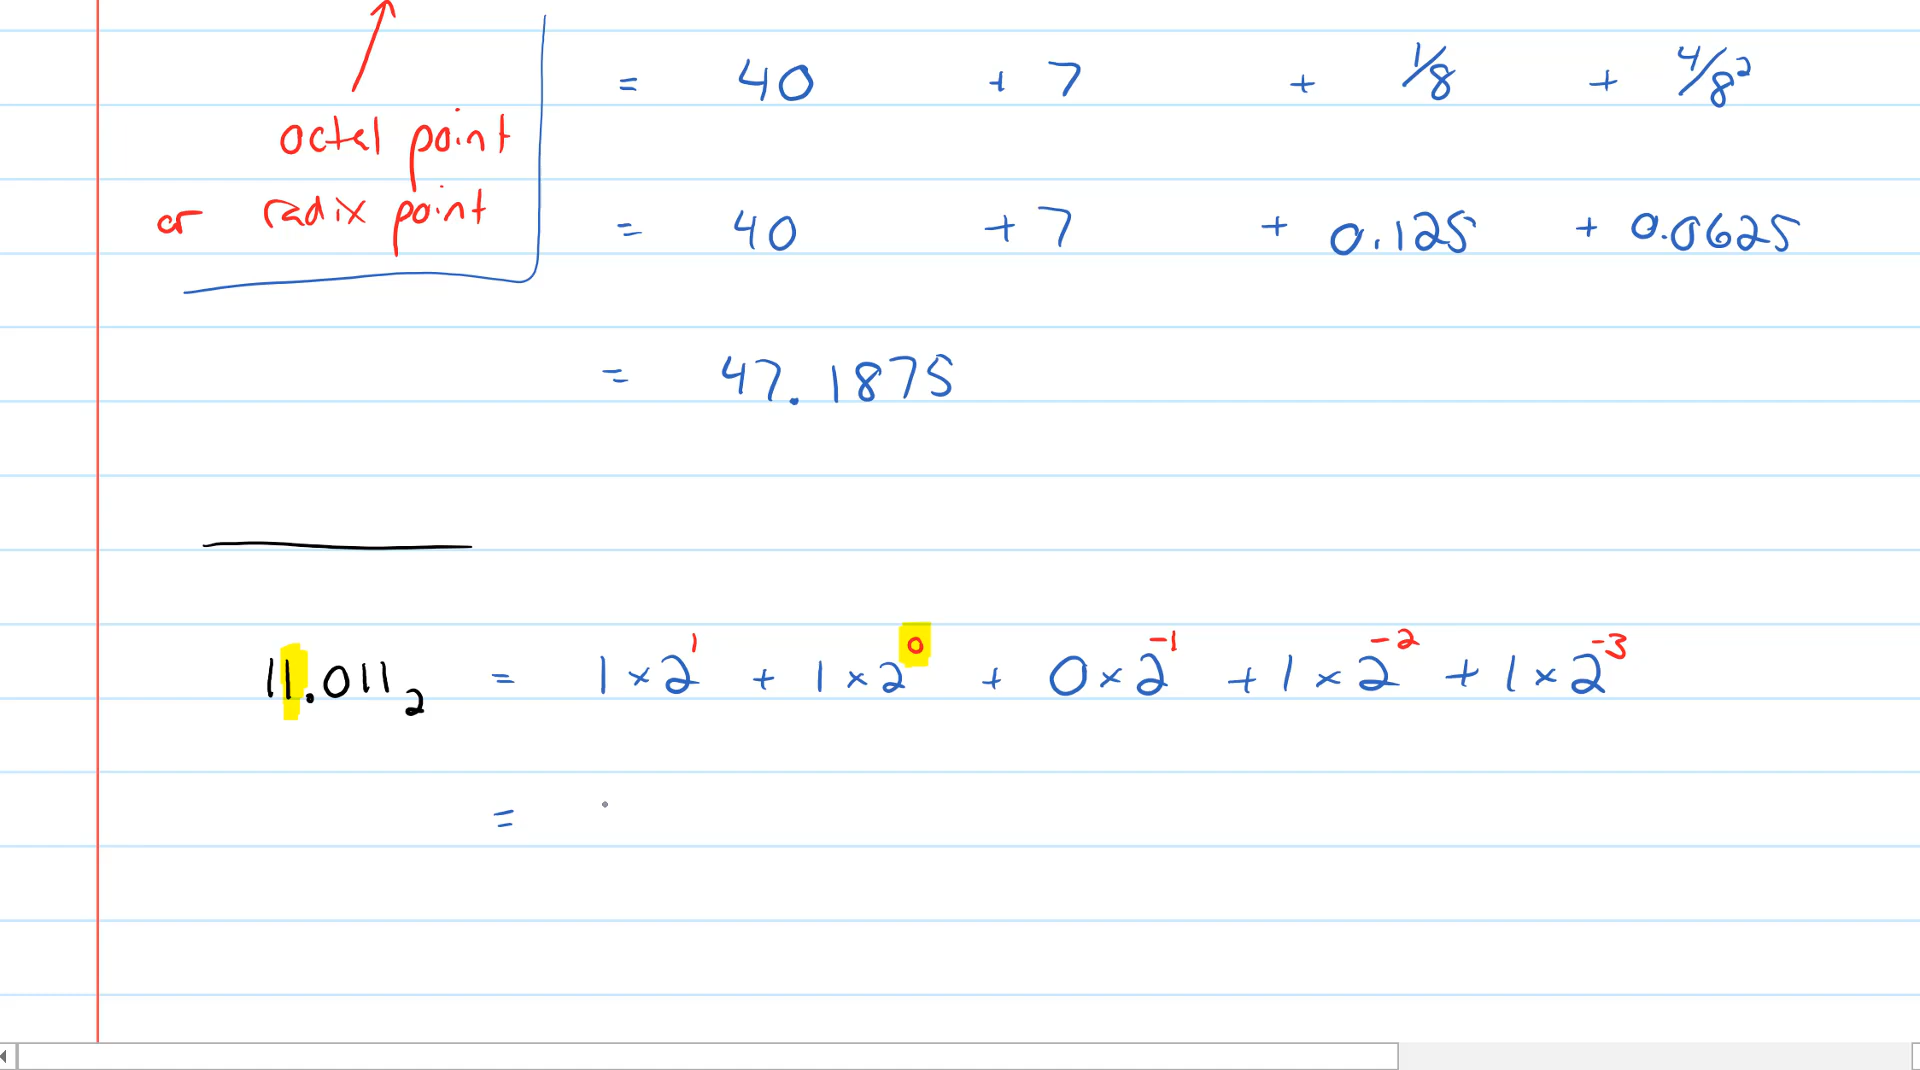 = 40 + 7 + 1/8 + 4/8²
octal point
or radix point
= 40 + 7 + 0.125 + 0.0625
= 47.1875
11.011₂ = 1 × 2¹ + 1 × 2⁰ + 0 × 2⁻¹ + 1 × 2⁻² + 1 × 2⁻³
=